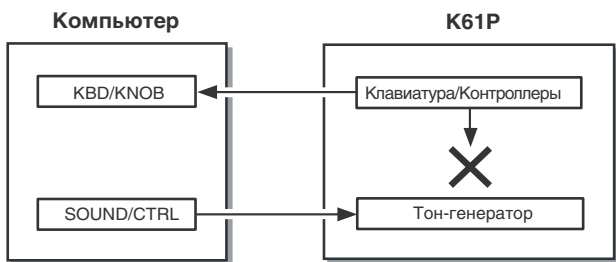 Компьютер
K61P
KBD/KNOB
Клавиатура/Контроллеры
SOUND/CTRL
Тон-генератор